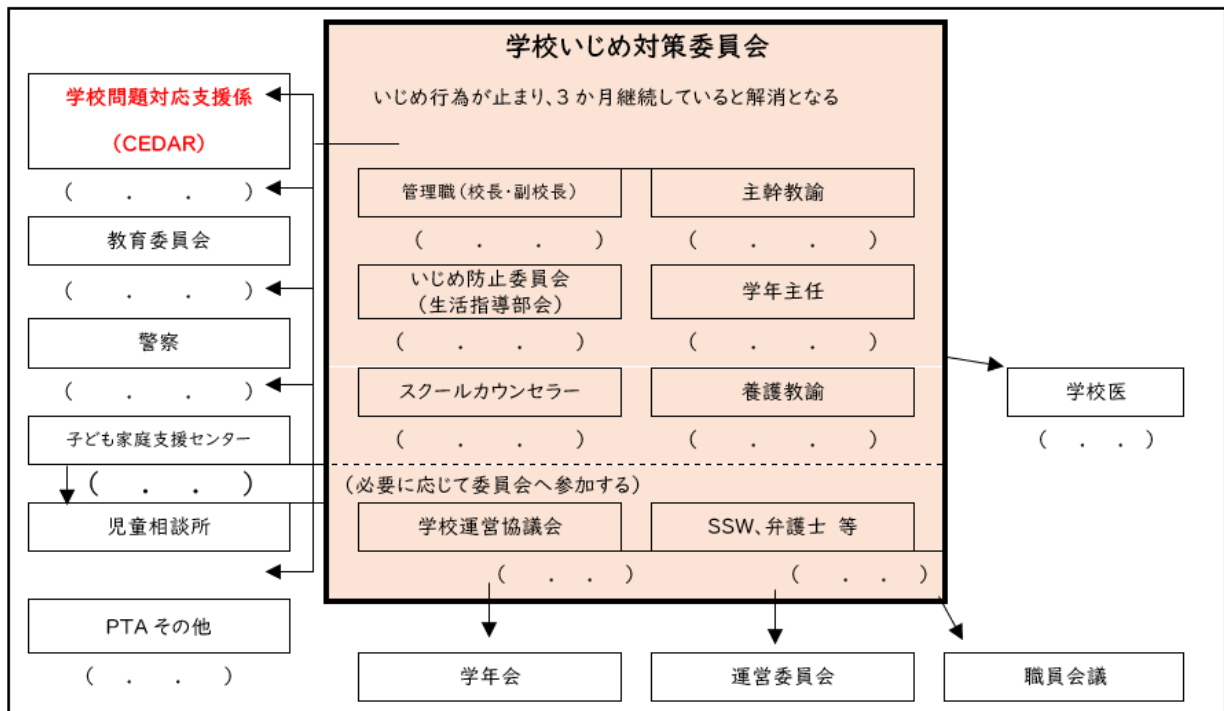 学校いじめ対策委員会
いじめ行為が止まり、3か月継続していると解消となる
学校問題対応支援係
(CEDAR)
( . . )
教育委員会
( . . )
警察
( . . )
子ども家庭支援センター
( . . )
児童相談所
PTA その他
( . . )
管理職(校長・副校長)
主幹教諭
( . . )
( . . )
いじめ防止委員会
(生活指導部会)
学年主任
( . . )
( . . )
スクールカウンセラー
養護教諭
( . . )
( . . )
(必要に応じて委員会へ参加する)
学校運営協議会
SSW、弁護士 等
( . . )
( . . )
学校医
( . . )
学年会
運営委員会
職員会議